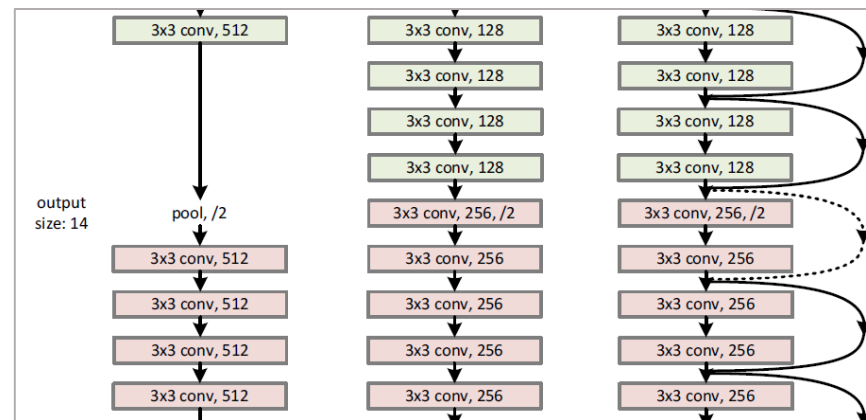 3x3 conv, 512
3x3 conv, 128
3x3 conv, 128
3x3 conv, 128
3x3 conv, 128
3x3 conv, 128
3x3 conv, 128
3x3 conv, 128
3x3 conv, 128
output
size: 14
pool, /2
3x3 conv, 256, /2
3x3 conv, 256, /2
3x3 conv, 512
3x3 conv, 256
3x3 conv, 256
3x3 conv, 512
3x3 conv, 256
3x3 conv, 256
3x3 conv, 512
3x3 conv, 256
3x3 conv, 256
3x3 conv, 512
3x3 conv, 256
3x3 conv, 256